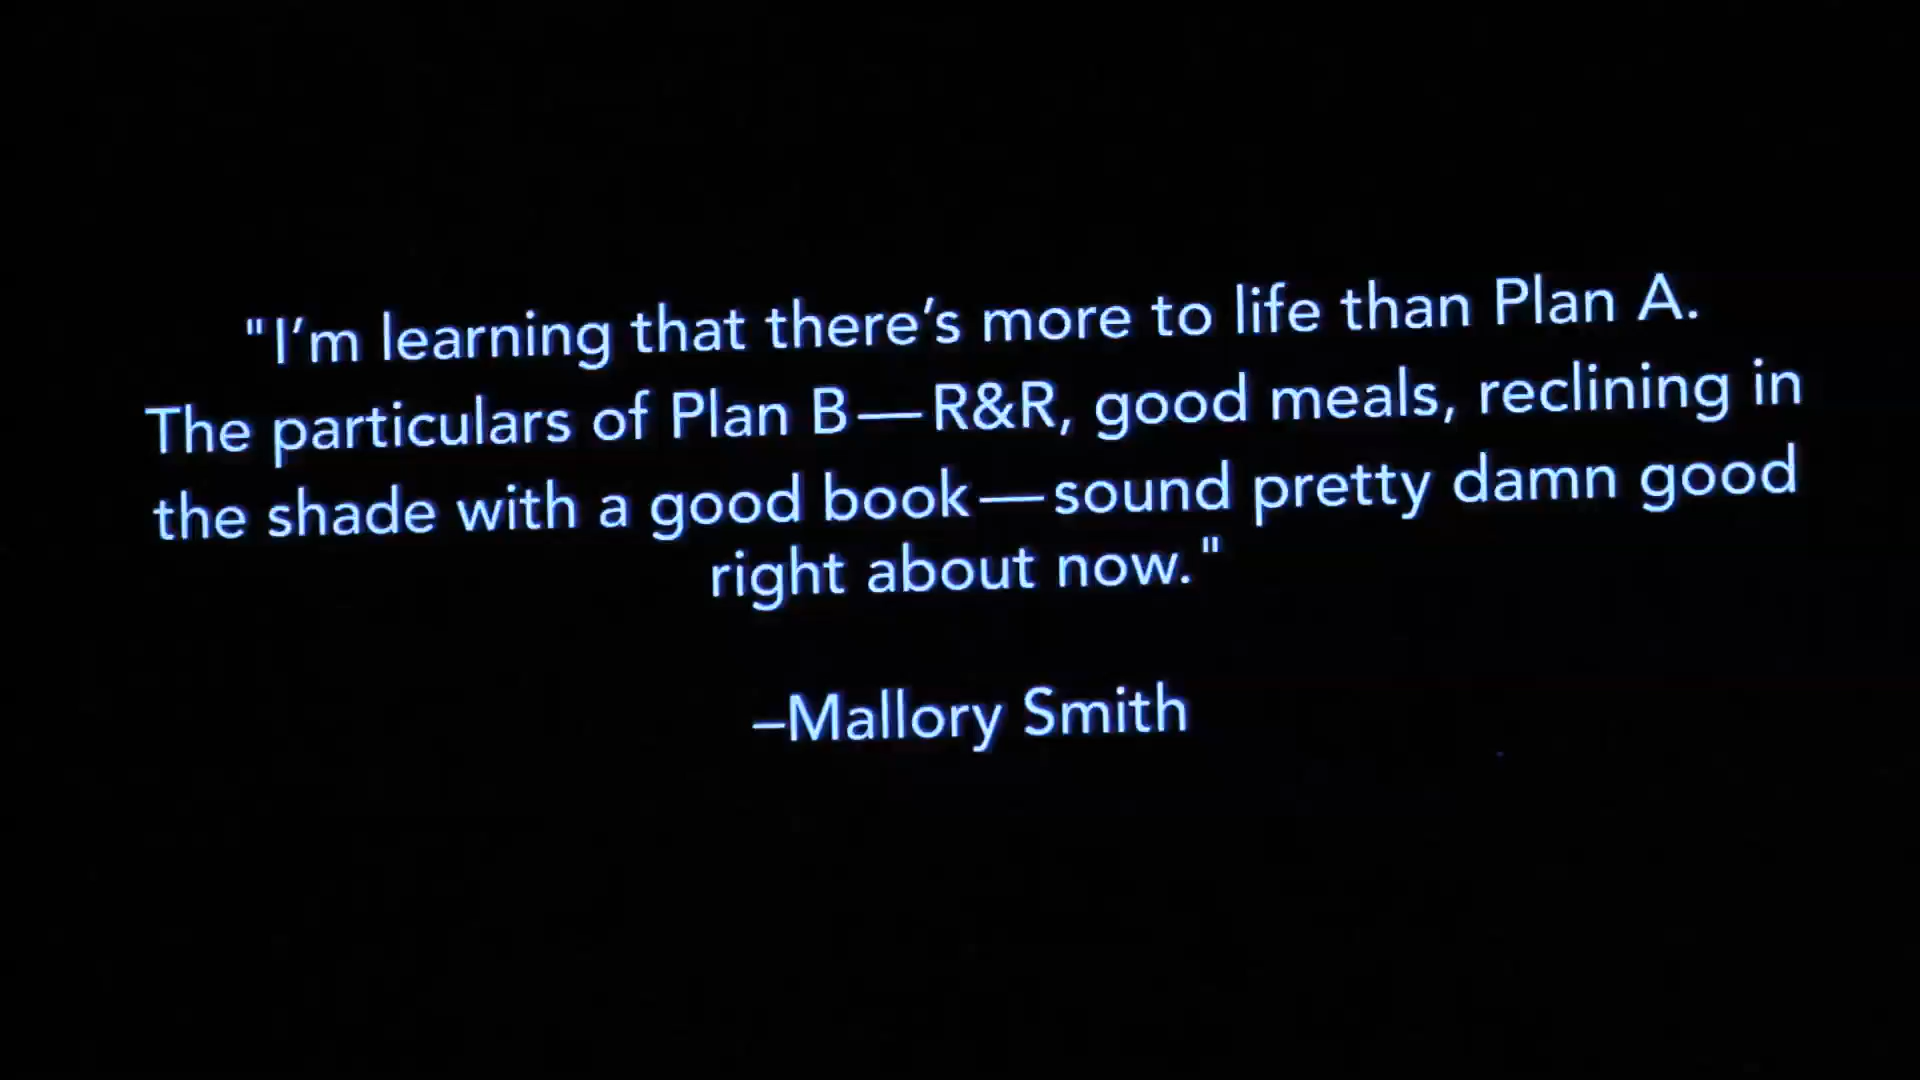 "I’m learning that there’s more to life than Plan A.
The particulars of Plan B—R&R, good meals, reclining in
the shade with a good book—sound pretty damn good
right about now."
–Mallory Smith